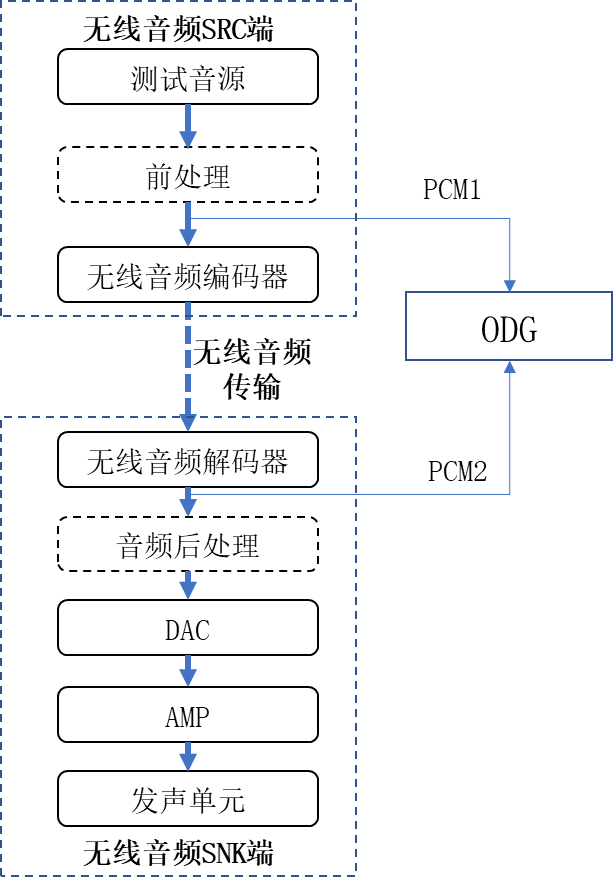 无线音频SRC端
测试音源
前处理
PCM1
无线音频编码器
ODG
无线音频
传输
无线音频解码器
PCM2
音频后处理
DAC
AMP
发声单元
无线音频SNK端